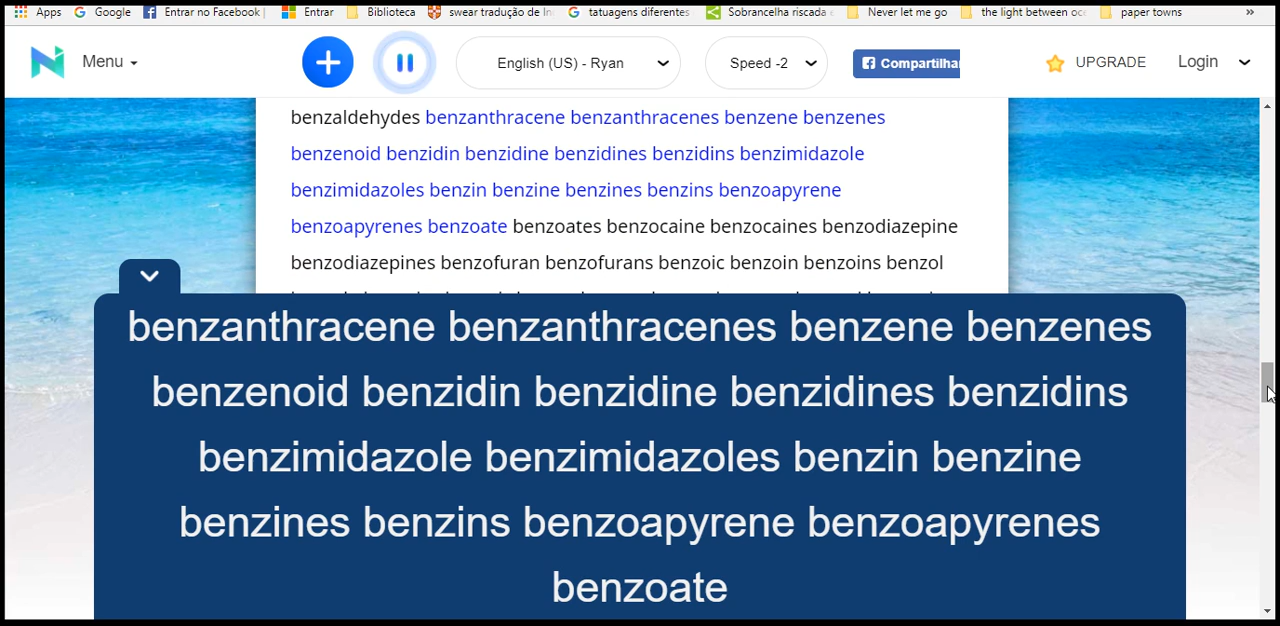 Apps Google Entrar no Facebook | Entrar Biblioteca swear tradução de In tatuagens diferentes Sobrancelha riscada Never let me go the light between oce paper towns »
Menu English (US) - Ryan Speed -2 Compartilhar UPGRADE Login
benzaldehydes benzanthracene benzanthracenes benzene benzenes
benzenoid benzidin benzidine benzidines benzidins benzimidazole
benzimidazoles benzin benzine benzines benzins benzoapyrene
benzoapyrenes benzoate benzoates benzocaine benzocaines benzodiazepine
benzodiazepines benzofuran benzofurans benzoic benzoin benzoins benzol
benzanthracene benzanthracenes benzene benzenes
benzenoid benzidin benzidine benzidines benzidins
benzimidazole benzimidazoles benzin benzine
benzines benzins benzoapyrene benzoapyrenes
benzoate